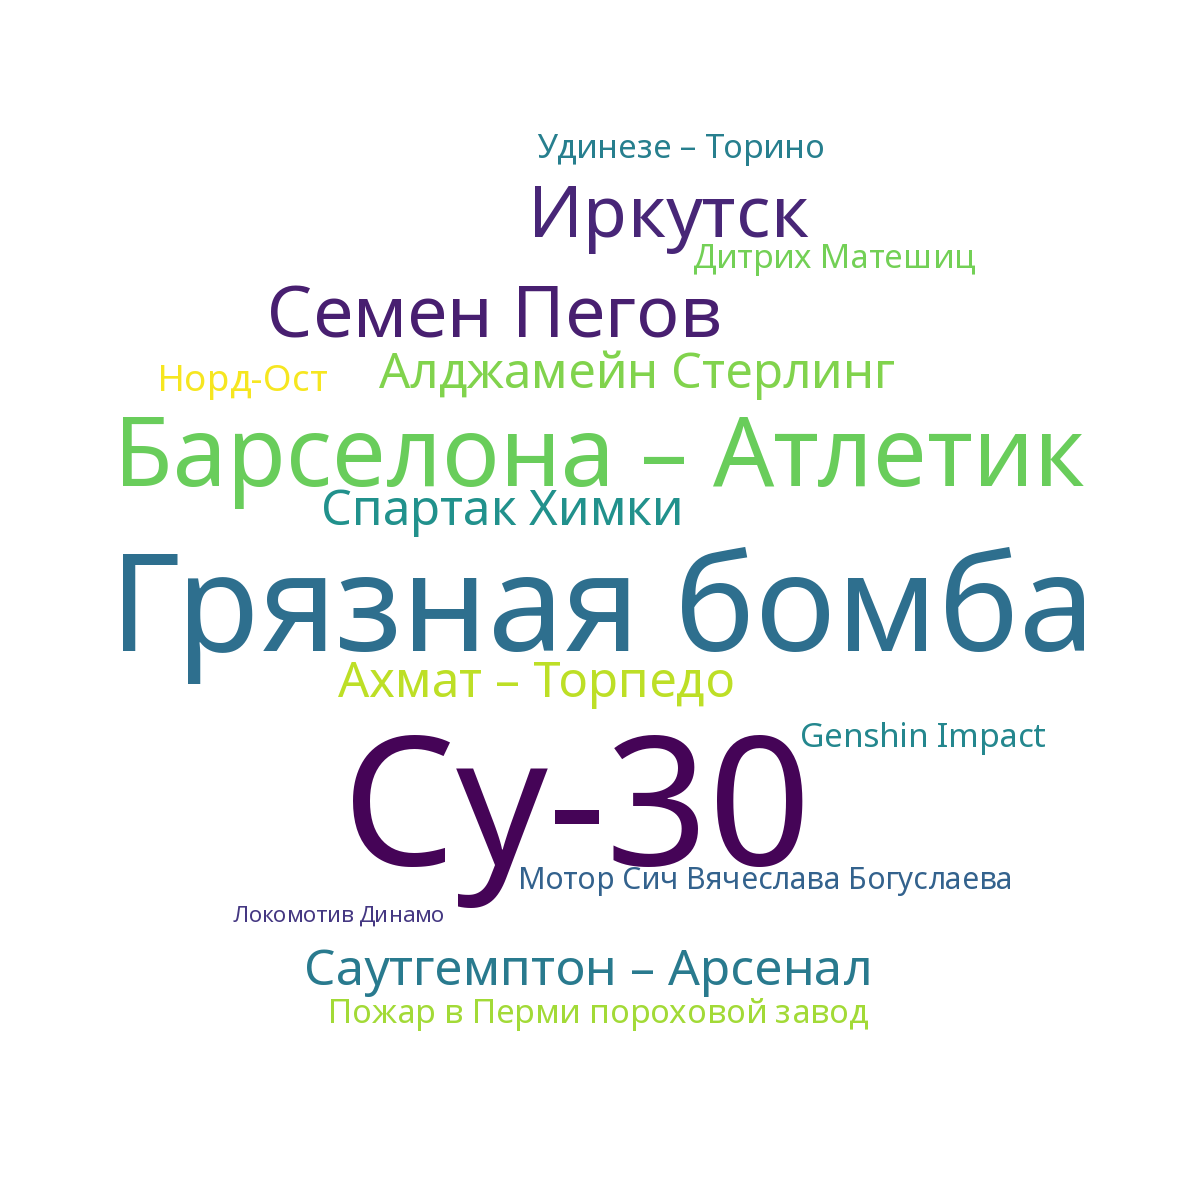 Удинезе – Торино
Иркутск
Дитрих Матешиц
Семен Пегов
Алджамейн Стерлинг
Норд-Ост
Барселона – Атлетик
Спартак Химки
Грязная бомба
Ахмат – Торпедо
Genshin Impact
Су-30
Мотор Сич Вячеслава Богуслаева
Локомотив Динамо
Саутгемптон – Арсенал
Пожар в Перми пороховой завод